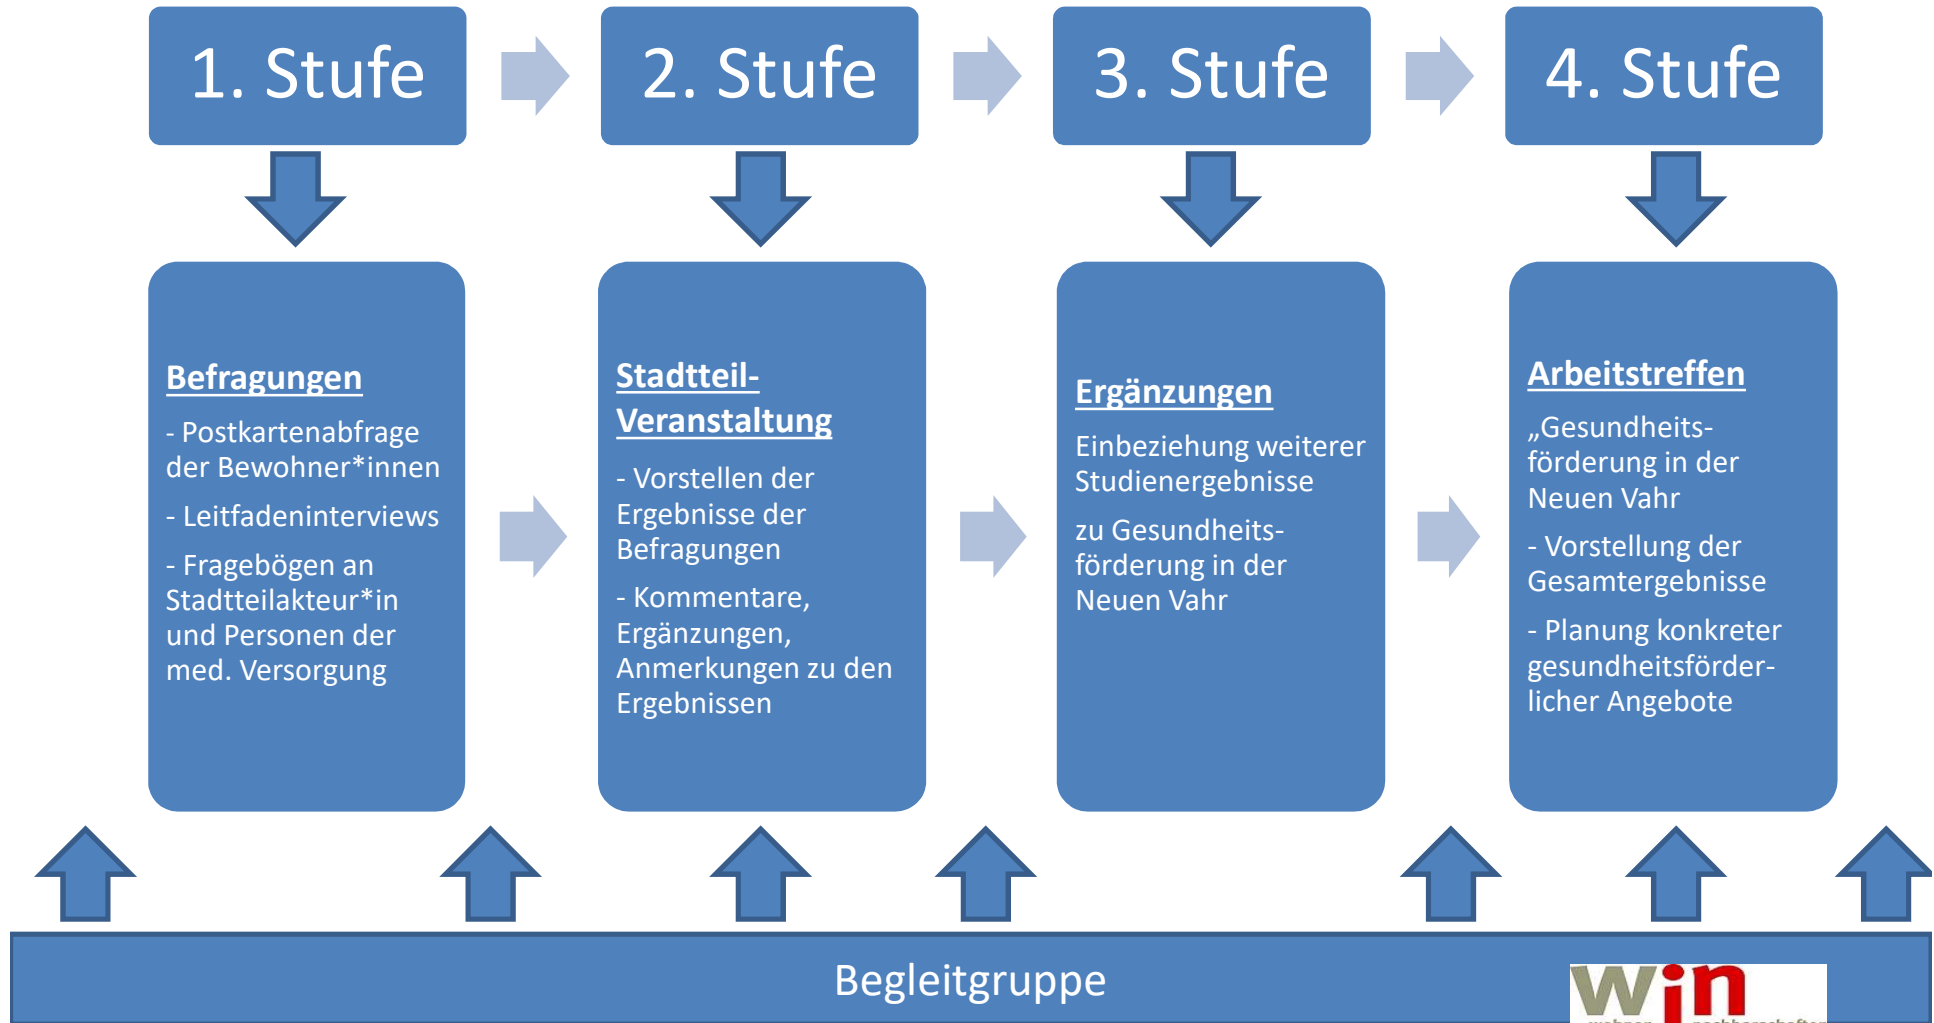 1. Stufe
2. Stufe
3. Stufe
4. Stufe
Befragungen
- Postkartenabfrage
der Bewohner*innen
- Leitfadeninterviews
- Fragebögen an
Stadtteilakteur*in
und Personen der
med. Versorgung
Stadtteil-
Veranstaltung
- Vorstellen der
Ergebnisse der
Befragungen
- Kommentare,
Ergänzungen,
Anmerkungen zu den
Ergebnissen
Ergänzungen
Einbeziehung weiterer
Studienergebnisse
zu Gesundheits-
förderung in der
Neuen Vahr
Arbeitstreffen
„Gesundheits-
förderung in der
Neuen Vahr
- Vorstellung der
Gesamtergebnisse
- Planung konkreter
gesundheitsförder-
licher Angebote
Begleitgruppe
win
wohnen nachbarschaften